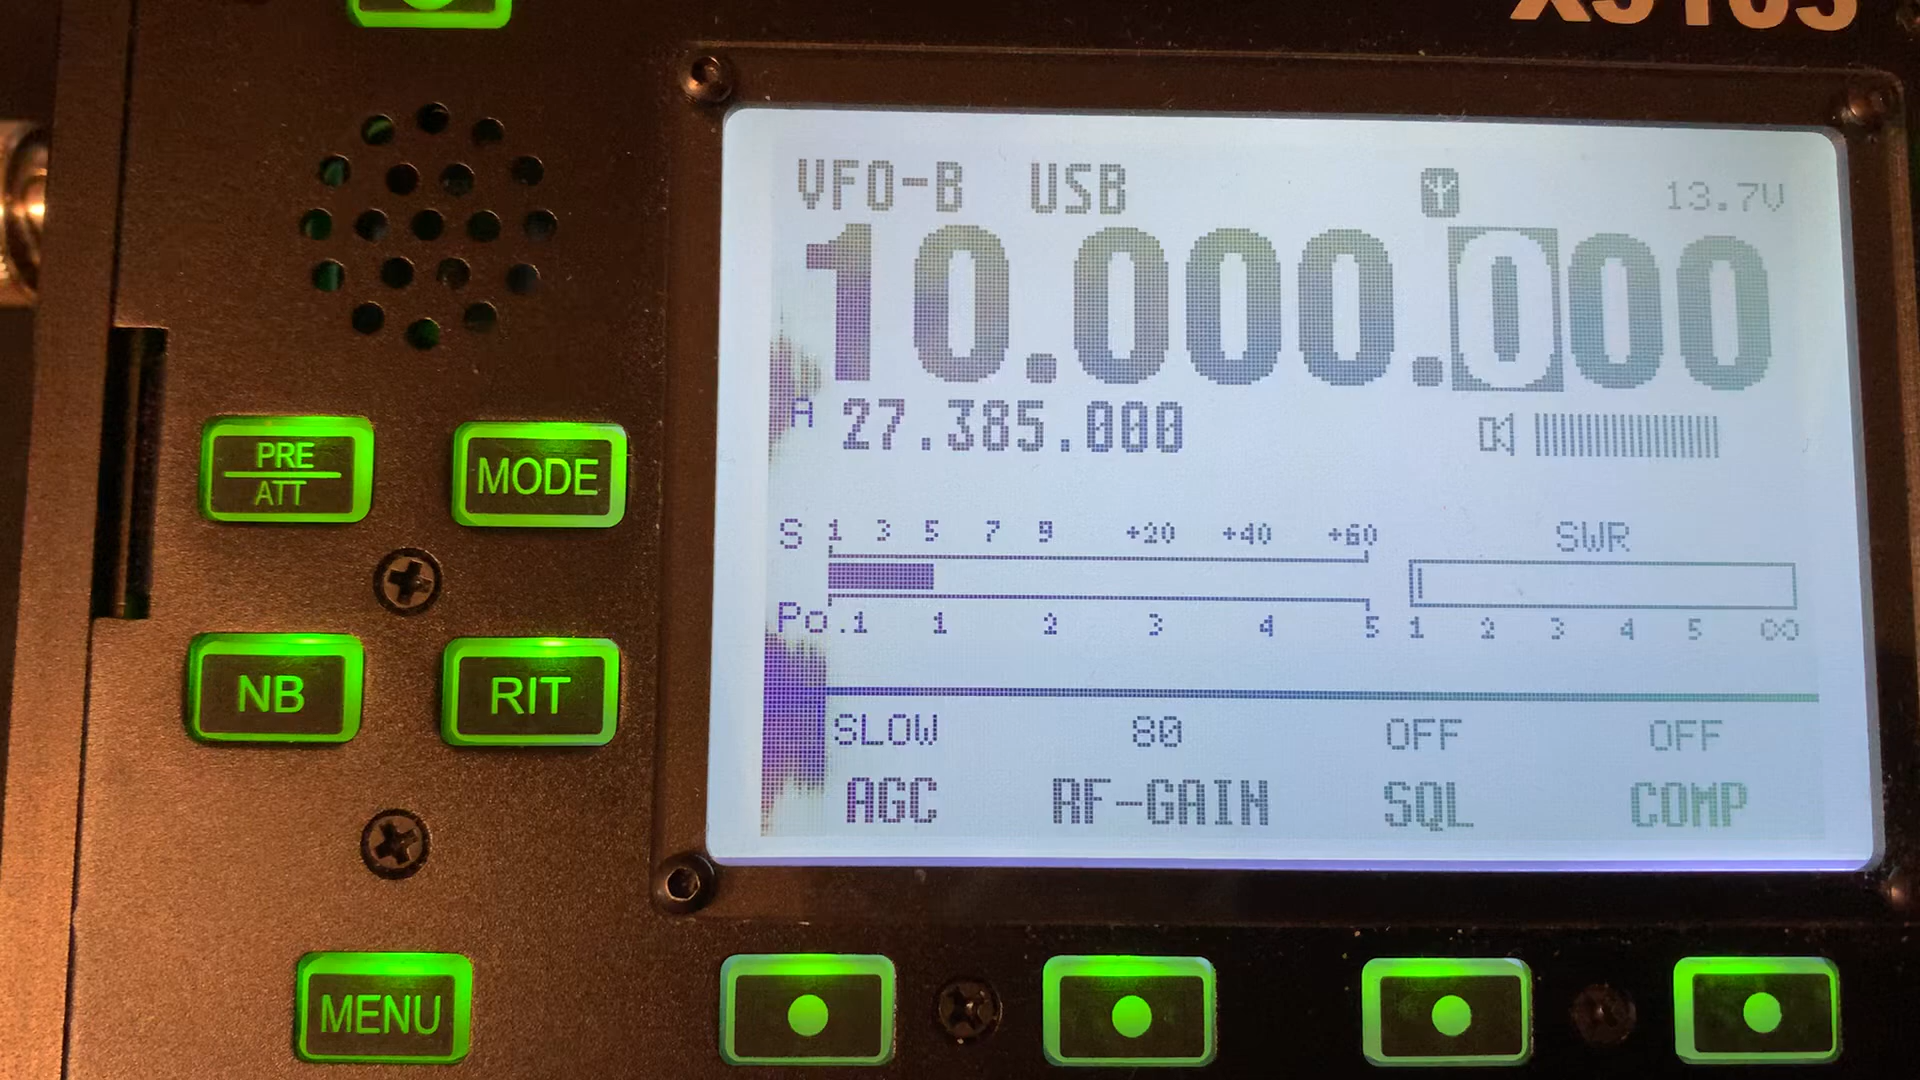 X5105
VFO-B USB 13.7V
10.000.000
A 27.385.000
PRE
ATT
MODE
S 1 3 5 7 9 +20 +40 +60 SWR
Po.1 1 2 3 4 5 1 2 3 4 5 ∞
NB RIT
SLOW 80 OFF OFF
AGC RF-GAIN SQL COMP
MENU